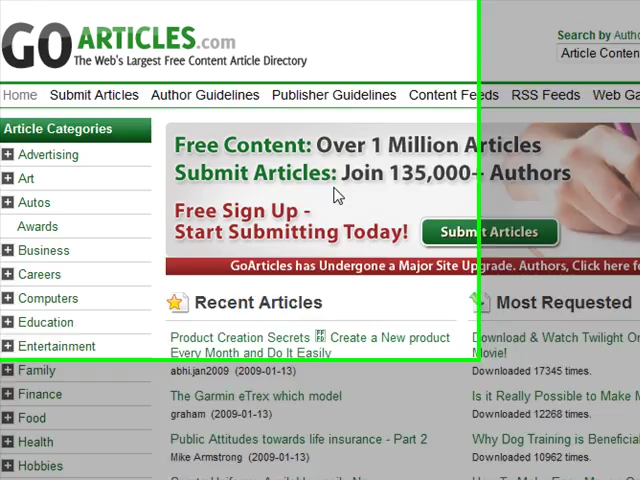 GO ARTICLES.com
The Web's Largest Free Content Article Directory
Search by
Article Conten
Home Submit Articles Author Guidelines Publisher Guidelines Content Feeds RSS Feeds Web Ga
Article Categories
Advertising
Art
Autos
Awards
Business
Careers
Computers
Education
Entertainment
Family
Finance
Food
Health
Hobbies
Free Content: Over 1 Million Articles
Submit Articles: Join 135,000+ Authors
Free Sign Up -
Start Submitting Today!
Submit Articles
GoArticles has Undergone a Major Site Upgrade. Authors, Click here fo
Recent Articles
Product Creation Secrets Create a New product
Every Month and Do It Easily
abhi.jan2009 (2009-01-13)
The Garmin eTrex which model
graham (2009-01-13)
Public Attitudes towards life insurance - Part 2
Mike Armstrong (2009-01-13)
Most Requested
Download & Watch Twilight On
Movie!
Downloaded 17345 times.
Is it Really Possible to Make M
Downloaded 12268 times.
Why Dog Training is Beneficia
Downloaded 10962 times.